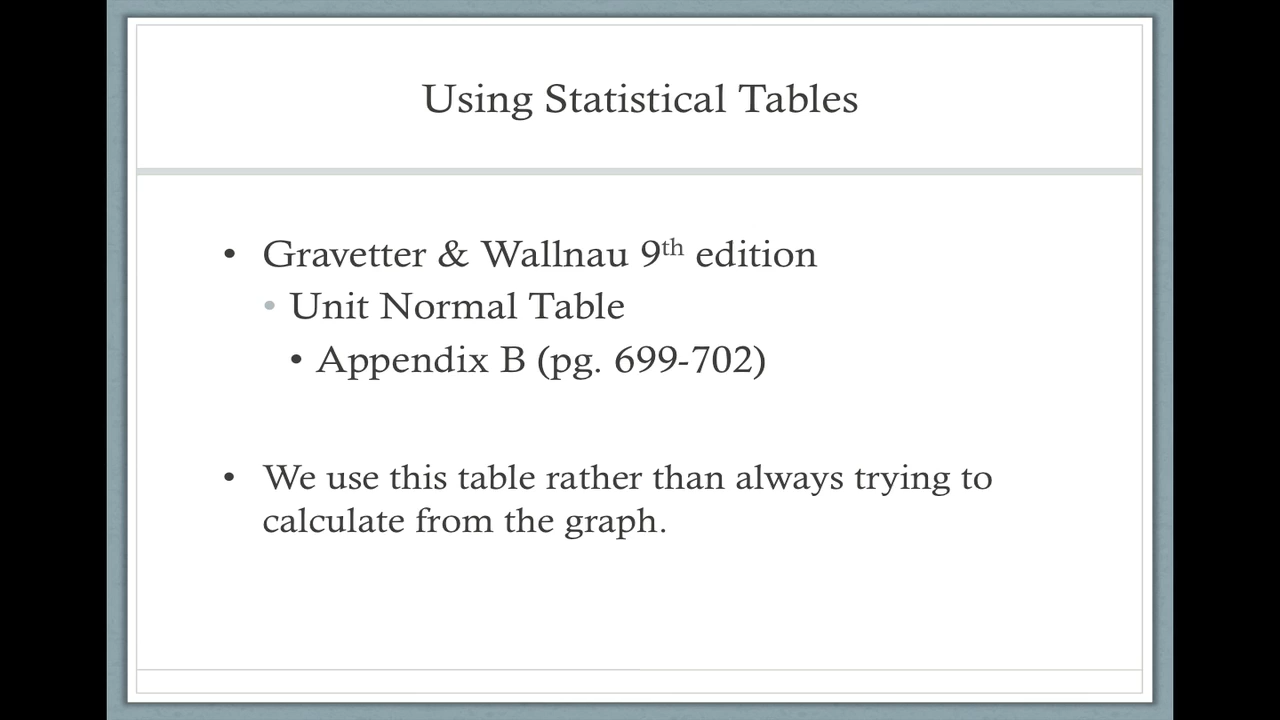 Using Statistical Tables
• Gravetter & Wallnau 9th edition
• Unit Normal Table
• Appendix B (pg. 699-702)
• We use this table rather than always trying to
calculate from the graph.